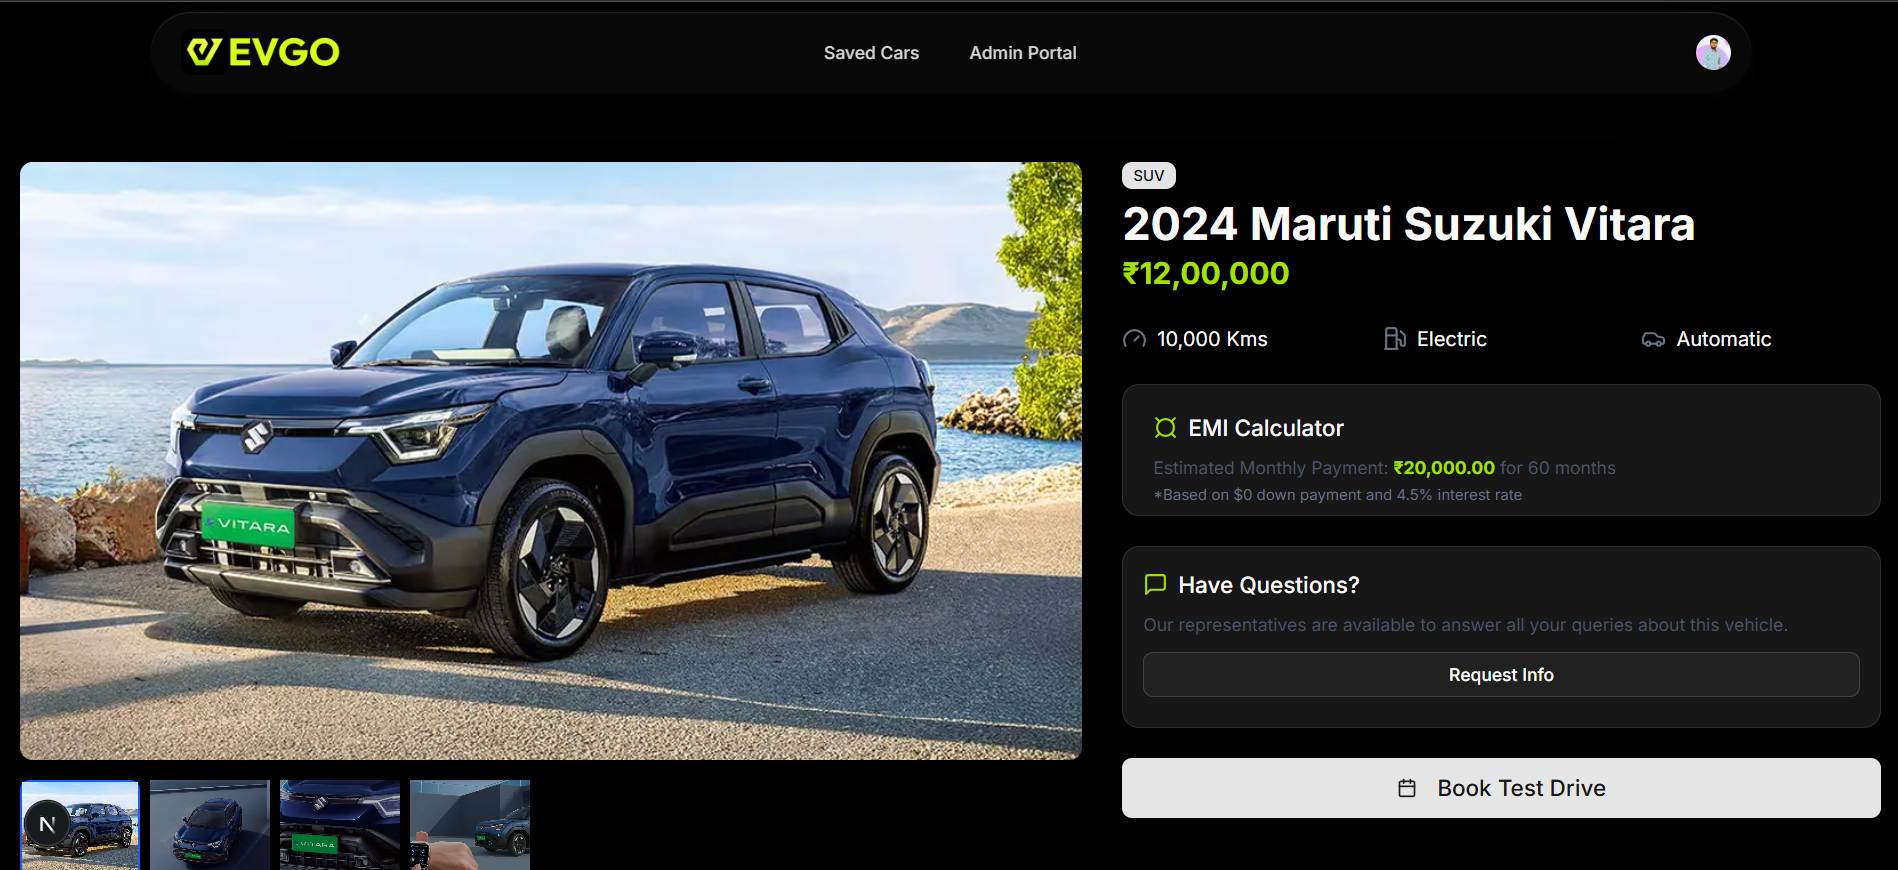 EVGO
Saved Cars
Admin Portal
SUV
2024 Maruti Suzuki Vitara
₹12,00,000
10,000 Kms
Electric
Automatic
EMI Calculator
Estimated Monthly Payment: ₹20,000.00 for 60 months
*Based on $0 down payment and 4.5% interest rate
Have Questions?
Our representatives are available to answer all your queries about this vehicle.
Request Info
Book Test Drive
VITARA
N
VITARA